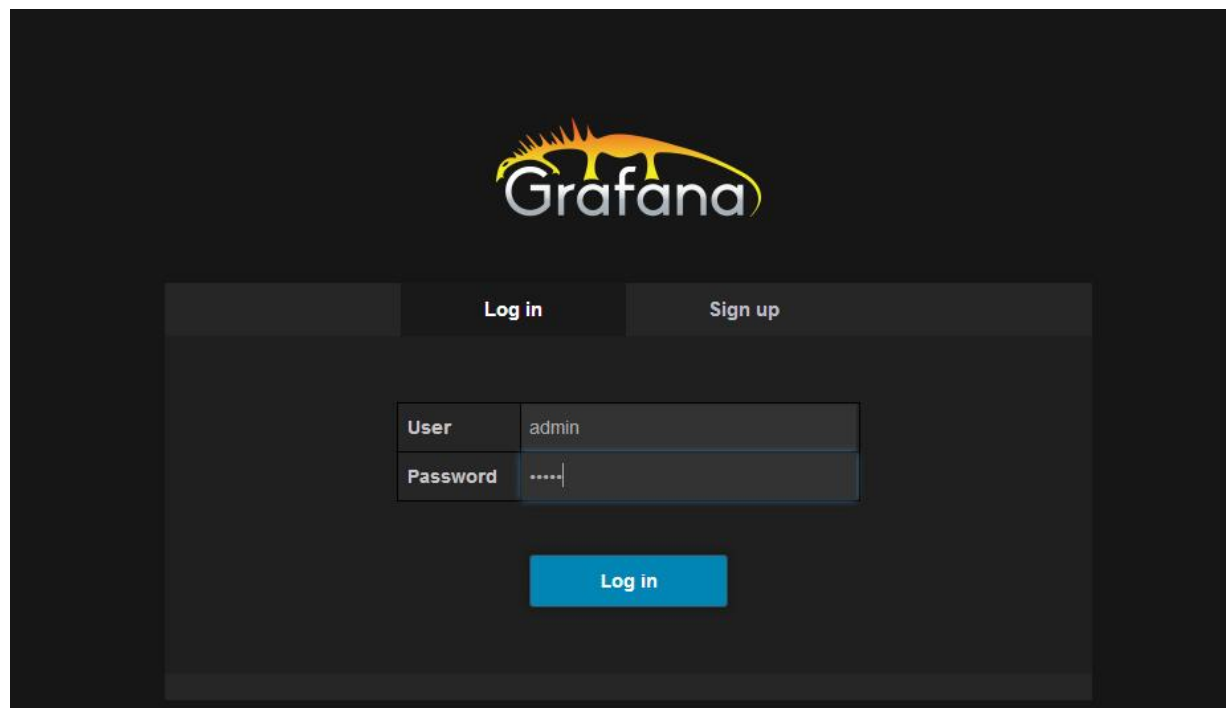 Grafana
Log in Sign up
User admin
Password •••••
Log in